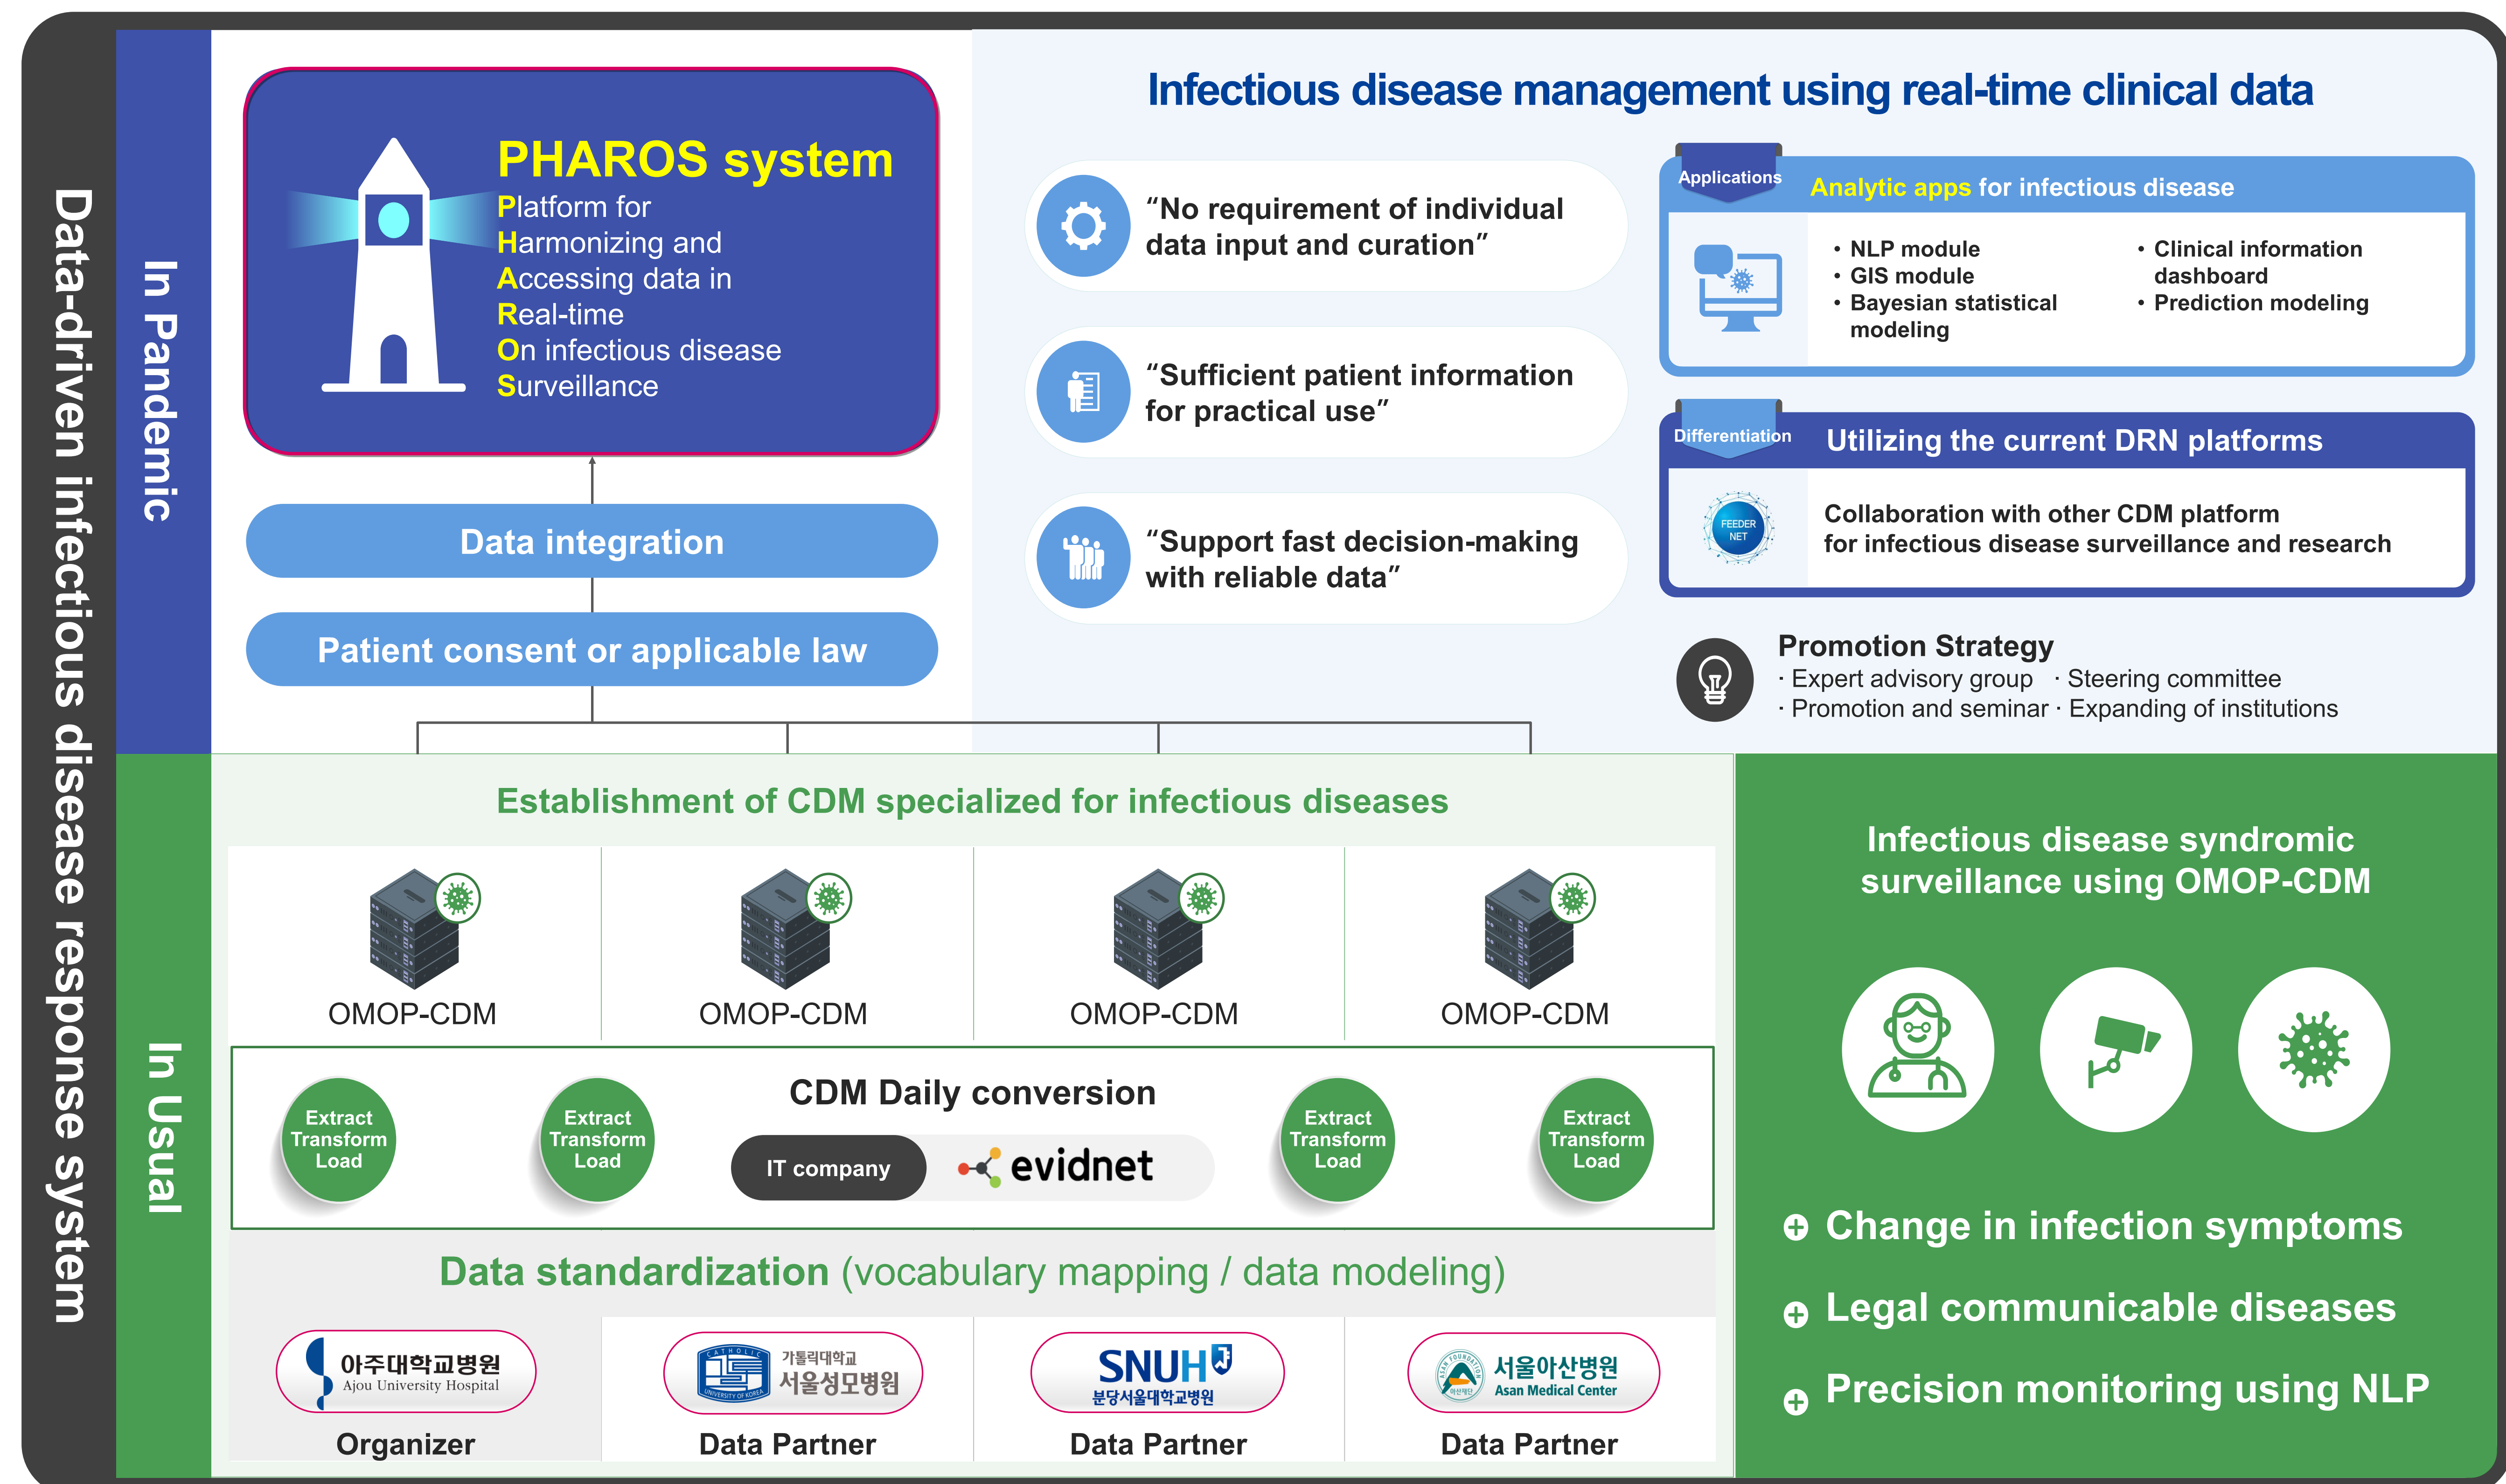 Data-driven infectious disease response system
In Pandemic
PHAROS system
Platform for
Harmonizing and
Accessing data in
Real-time
On infectious disease
Surveillance
Data integration
Patient consent or applicable law
Infectious disease management using real-time clinical data
“No requirement of individual
data input and curation”
“Sufficient patient information
for practical use”
“Support fast decision-making
with reliable data”
Applications
Analytic apps for infectious disease
• NLP module
• GIS module
• Bayesian statistical
modeling
• Clinical information
dashboard
• Prediction modeling
Differentiation
Utilizing the current DRN platforms
FEEDER
NET
Collaboration with other CDM platform
for infectious disease surveillance and research
Promotion Strategy
· Expert advisory group · Steering committee
· Promotion and seminar · Expanding of institutions
In Usual
Establishment of CDM specialized for infectious diseases
OMOP-CDM
OMOP-CDM
OMOP-CDM
OMOP-CDM
Extract
Transform
Load
Extract
Transform
Load
CDM Daily conversion
IT company
evidnet
Extract
Transform
Load
Extract
Transform
Load
Data standardization (vocabulary mapping / data modeling)
아주대학교병원
Ajou University Hospital
Organizer
CATHOLIC
UNIVERSITY OF KOREA
가톨릭대학교
서울성모병원
Data Partner
SNUH
분당서울대학교병원
Data Partner
ASAN FOUNDATION
아산재단
서울아산병원
Asan Medical Center
Data Partner
Infectious disease syndromic
surveillance using OMOP-CDM
Change in infection symptoms
Legal communicable diseases
Precision monitoring using NLP